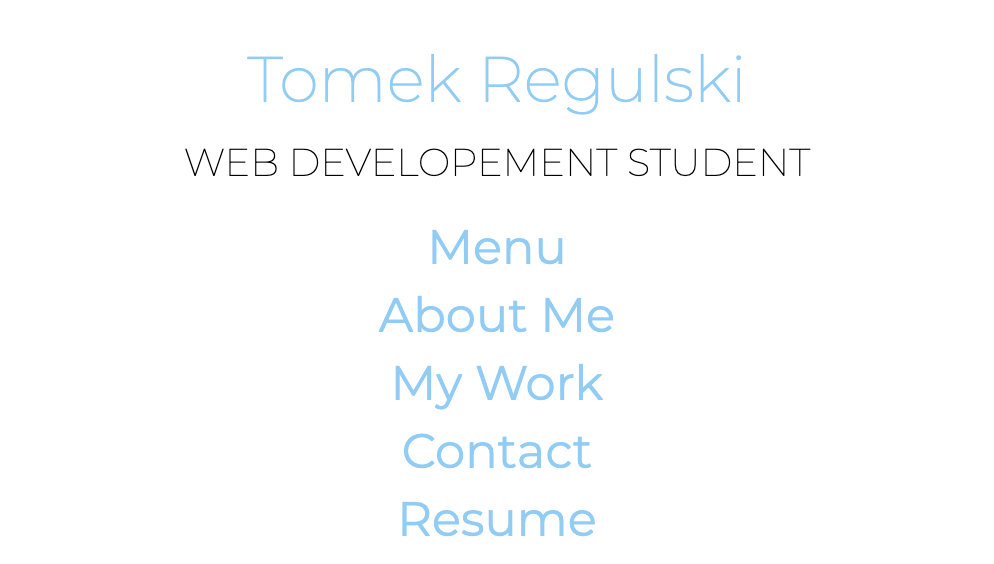 Tomek Regulski
WEB DEVELOPEMENT STUDENT
Menu
About Me
My Work
Contact
Resume